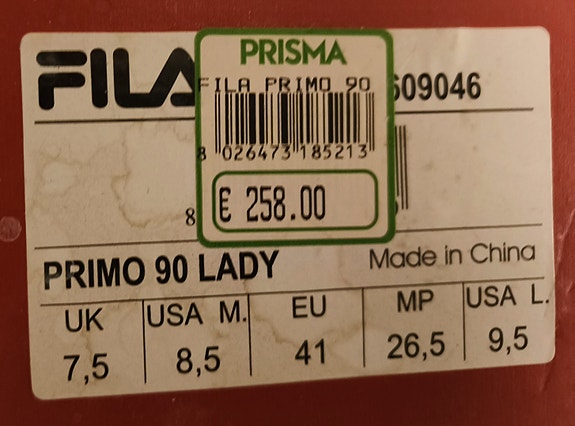 FILA
PRISMA
FILA PRIMO 90
609046
8 026473 185213
8
€ 258.00
PRIMO 90 LADY
Made in China
UK USA M. EU MP USA L.
7,5 8,5 41 26,5 9,5